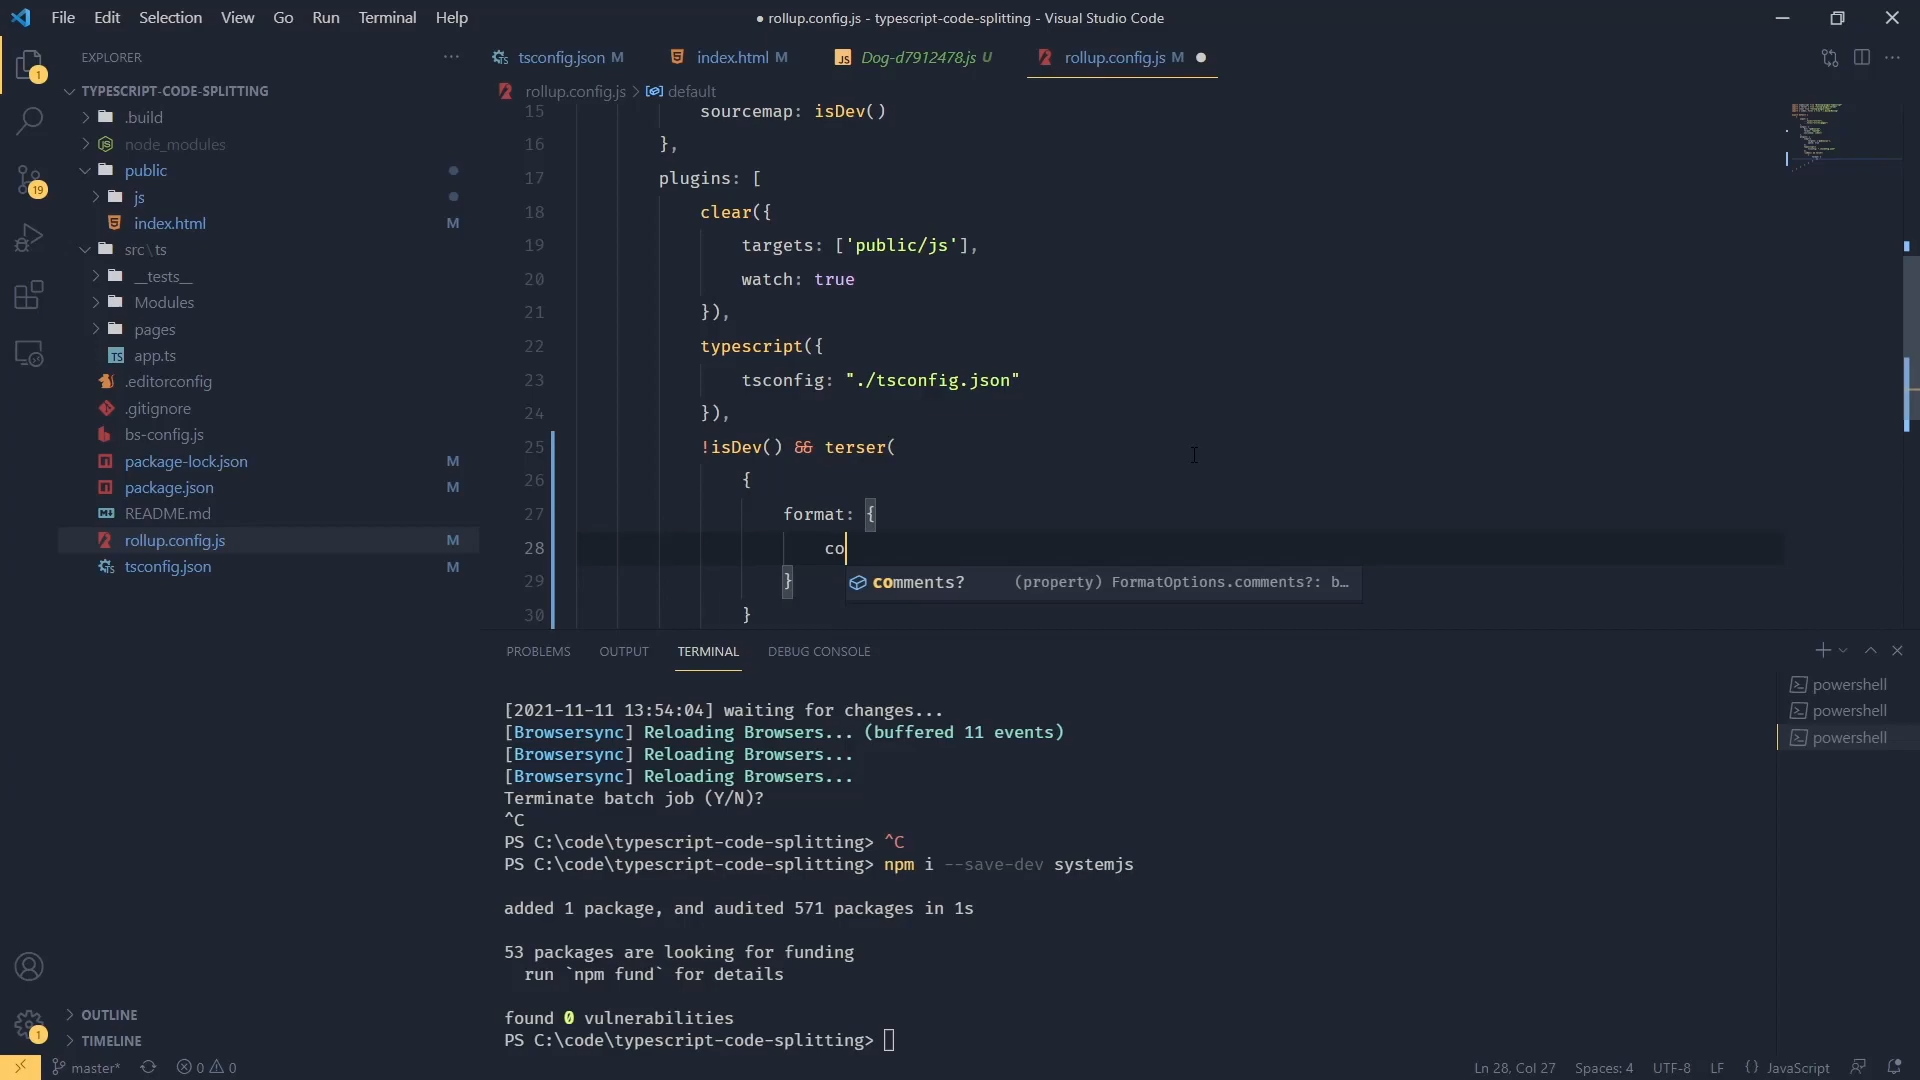 File Edit Selection View Go Run Terminal Help
● rollup.config.js - typescript-code-splitting - Visual Studio Code
EXPLORER
TYPESCRIPT-CODE-SPLITTING
.build
node_modules
public
js
index.html M
src\ts
__tests__
Modules
pages
app.ts
.editorconfig
.gitignore
bs-config.js
package-lock.json M
package.json M
README.md
rollup.config.js M
tsconfig.json M
OUTLINE
TIMELINE
1
19
1
tsconfig.json M
index.html M
JS Dog-d7912478.js U
rollup.config.js M
rollup.config.js > default
15 sourcemap: isDev()
16 },
17 plugins: [
18 clear({
19 targets: ['public/js'],
20 watch: true
21 }),
22 typescript({
23 tsconfig: "./tsconfig.json"
24 }),
25 !isDev() && terser(
26 {
27 format: {
28 co
29 }
30 }
comments? (property) FormatOptions.comments?: b…
PROBLEMS OUTPUT TERMINAL DEBUG CONSOLE
[2021-11-11 13:54:04] waiting for changes...
[Browsersync] Reloading Browsers... (buffered 11 events)
[Browsersync] Reloading Browsers...
[Browsersync] Reloading Browsers...
Terminate batch job (Y/N)?
^C
PS C:\code\typescript-code-splitting> ^C
PS C:\code\typescript-code-splitting> npm i --save-dev systemjs
added 1 package, and audited 571 packages in 1s
53 packages are looking for funding
run `npm fund` for details
found 0 vulnerabilities
PS C:\code\typescript-code-splitting>
powershell
powershell
powershell
master* 0 0
Ln 28, Col 27 Spaces: 4 UTF-8 LF {} JavaScript